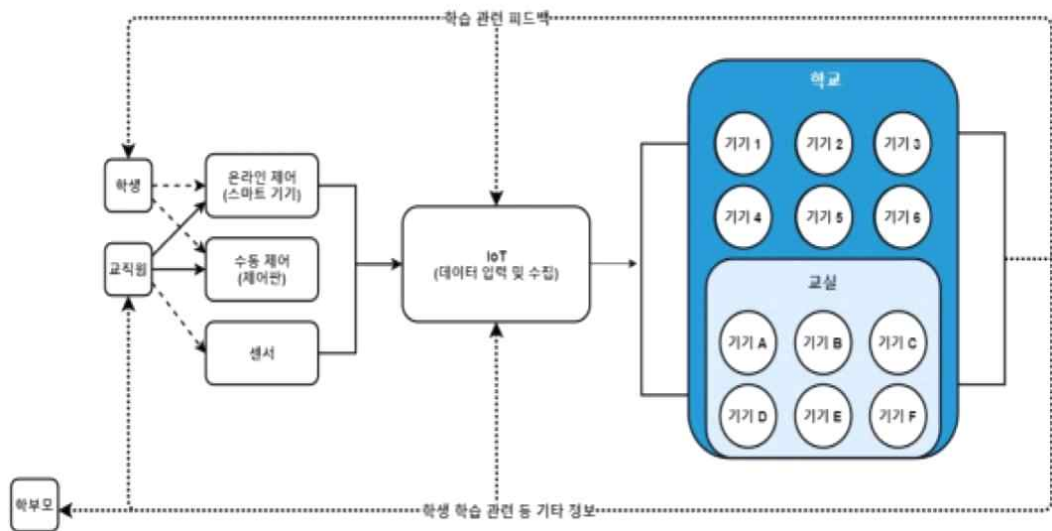 학습 관련 피드백
학교
기기 1
기기 2
기기 3
학생
온라인 제어
(스마트 기기)
기기 4
기기 5
기기 6
교직원
수동 제어
(제어판)
IoT
(데이터 입력 및 수집)
교실
센서
기기 A
기기 B
기기 C
기기 D
기기 E
기기 F
학부모
학생 학습 관련 등 기타 정보